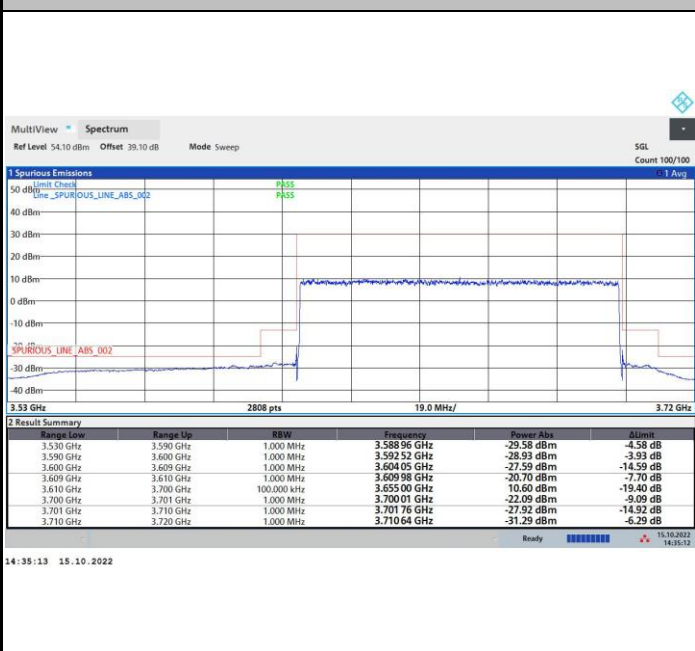 MultiView Spectrum
Ref Level 54.10 dBm Offset 39.10 dB Mode Sweep SGL
Count 100/100
1 Spurious Emissions 1 Avg
Limit Check PASS
50 dBm
Line _SPURIOUS_LINE_ABS_002 PASS
40 dBm
30 dBm
20 dBm
10 dBm
0 dBm
-10 dBm
-20 dBm
SPURIOUS_LINE_ABS_002
-30 dBm
-40 dBm
3.53 GHz 2808 pts 19.0 MHz/ 3.72 GHz
2 Result Summary
Range Low Range Up RBW Frequency Power Abs ΔLimit
3.530 GHz 3.590 GHz 1.000 MHz 3.588 96 GHz -29.58 dBm -4.58 dB
3.590 GHz 3.600 GHz 1.000 MHz 3.592 52 GHz -28.93 dBm -3.93 dB
3.600 GHz 3.609 GHz 1.000 MHz 3.604 05 GHz -27.59 dBm -14.59 dB
3.609 GHz 3.610 GHz 1.000 MHz 3.609 98 GHz -20.70 dBm -7.70 dB
3.610 GHz 3.700 GHz 100.000 kHz 3.655 00 GHz 10.60 dBm -19.40 dB
3.700 GHz 3.701 GHz 1.000 MHz 3.700 01 GHz -22.09 dBm -9.09 dB
3.701 GHz 3.710 GHz 1.000 MHz 3.701 76 GHz -27.92 dBm -14.92 dB
3.710 GHz 3.720 GHz 1.000 MHz 3.710 64 GHz -31.29 dBm -6.29 dB
Ready 15.10.2022
14:35:12
14:35:13 15.10.2022